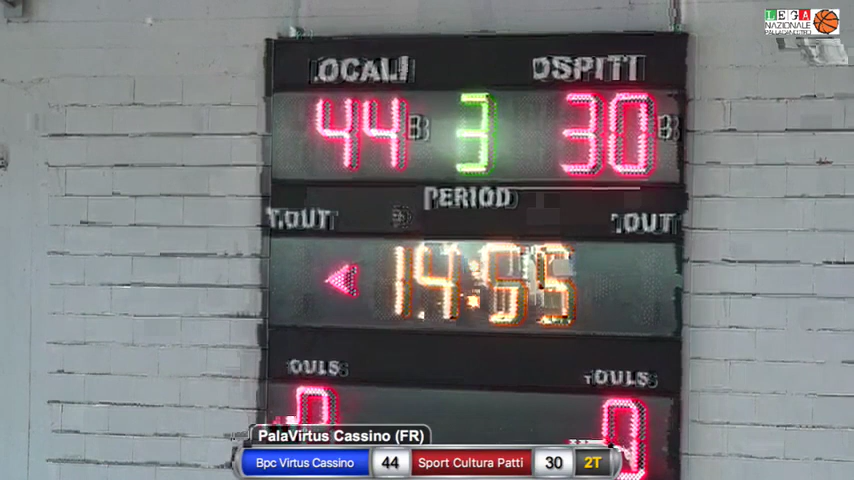 LEGA
NAZIONALE
PALLACANESTRO
LOCALI OSPITI
44 3 30
PERIOD
T.OUT T.OUT
FOULS FOULS
0 0
PalaVirtus Cassino (FR)
Bpc Virtus Cassino 44 Sport Cultura Patti 30 2T